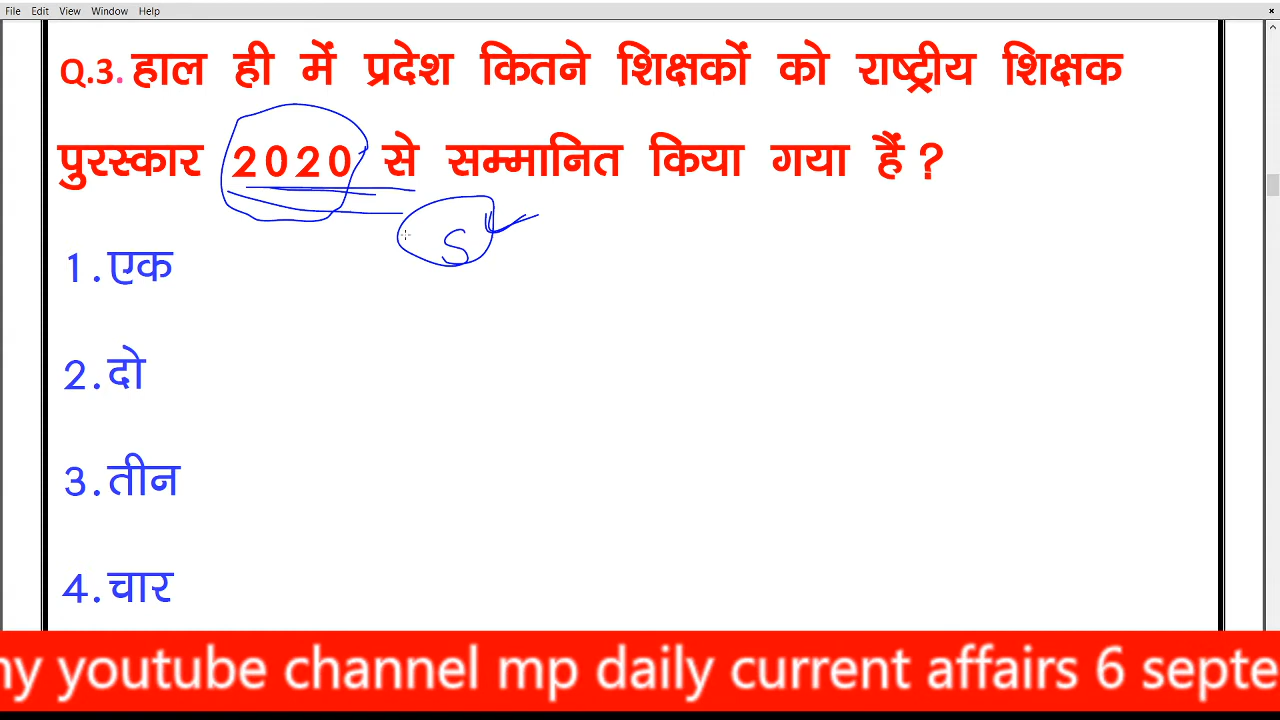 File Edit View Window Help
Q.3. हाल ही में प्रदेश कितने शिक्षकों को राष्ट्रीय शिक्षक
पुरस्कार 2020 से सम्मानित किया गया हैं ?
S
1. एक
2. दो
3. तीन
4. चार
my youtube channel mp daily current affairs 6 septe